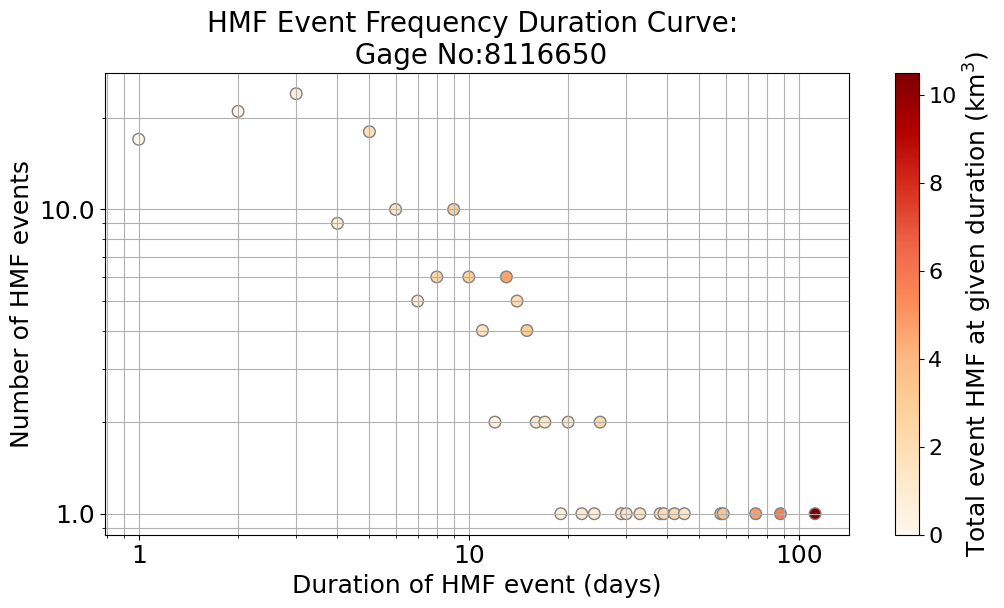 HMF Event Frequency Duration Curve:
Gage No:8116650
Number of HMF events
10.0
1.0
1
10
100
Duration of HMF event (days)
10
8
6
4
2
0
Total event HMF at given duration (km³)